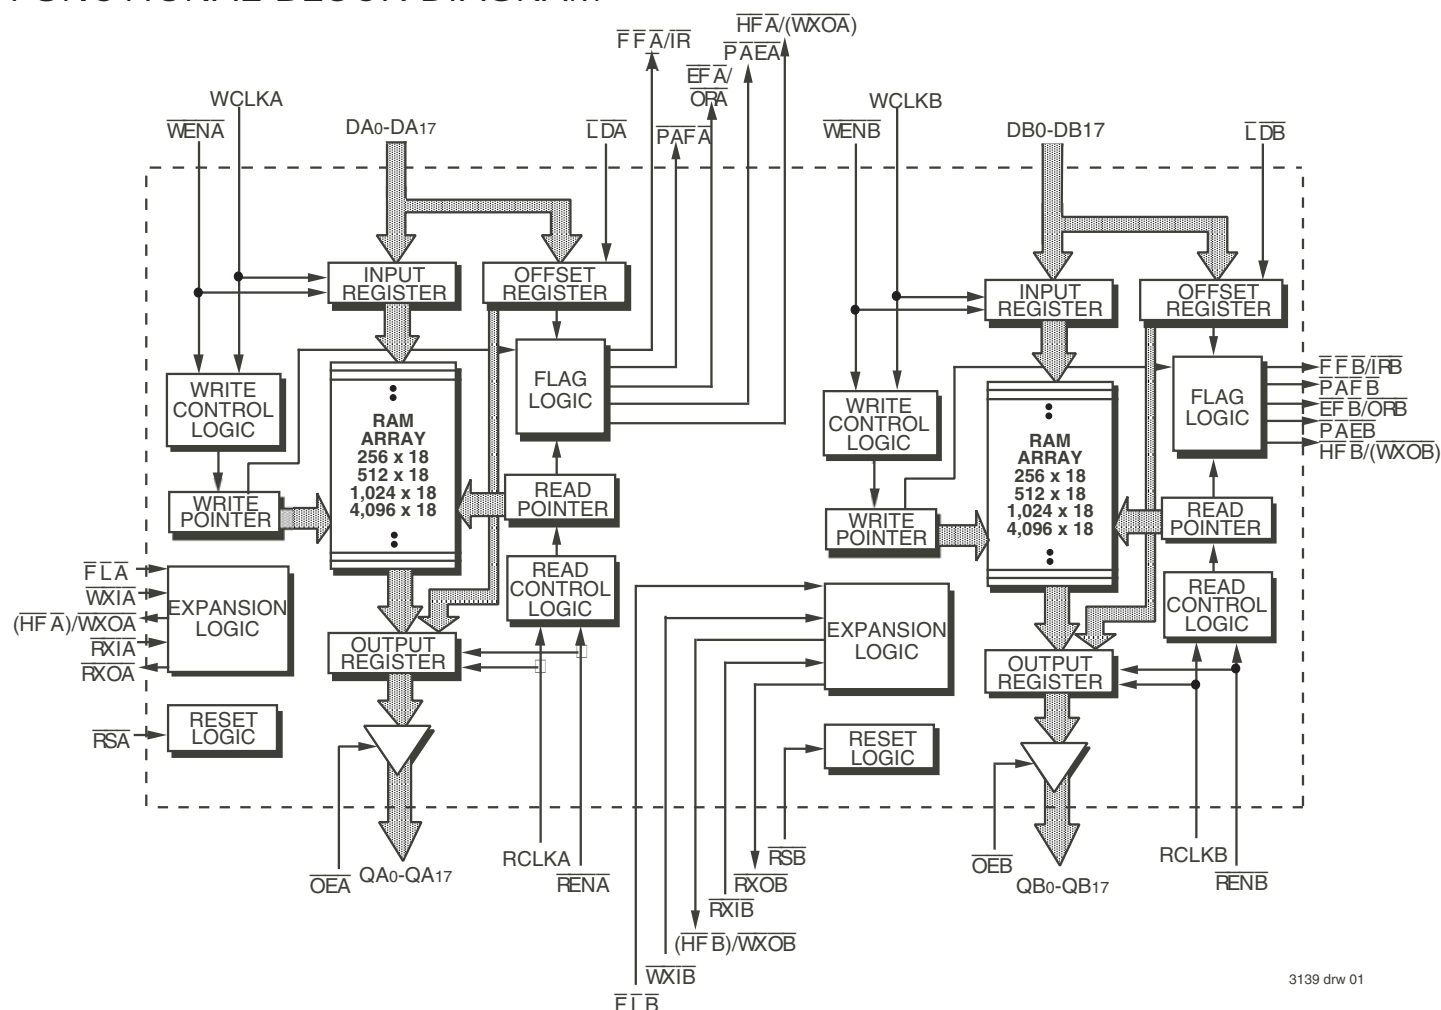 FUNCTIONAL BLOCK DIAGRAM
HFA/(WXOA)
FFA/IR
PAEA
EFA/
ORA
WCLKA
WCLKB
WENA
DA0-DA17
LDA
PAFA
WENB
DB0-DB17
LDB
INPUT
REGISTER
OFFSET
REGISTER
INPUT
REGISTER
OFFSET
REGISTER
WRITE
CONTROL
LOGIC
FLAG
LOGIC
RAM
ARRAY
256 x 18
512 x 18
1,024 x 18
4,096 x 18
WRITE
POINTER
READ
POINTER
READ
CONTROL
LOGIC
WRITE
CONTROL
LOGIC
FLAG
LOGIC
FFB/IRB
PAFB
EFB/ORB
PAEB
HFB/(WXOB)
RAM
ARRAY
256 x 18
512 x 18
1,024 x 18
4,096 x 18
WRITE
POINTER
READ
POINTER
READ
CONTROL
LOGIC
FLA
WXIA
(HFA)/WXOA
RXIA
RXOA
EXPANSION
LOGIC
OUTPUT
REGISTER
EXPANSION
LOGIC
OUTPUT
REGISTER
RSA
RESET
LOGIC
RESET
LOGIC
OEA
QA0-QA17
RCLKA
RENA
RSB
RXOB
RXIB
(HFB)/WXOB
WXIB
FLB
OEB
QB0-QB17
RCLKB
RENB
3139 drw 01